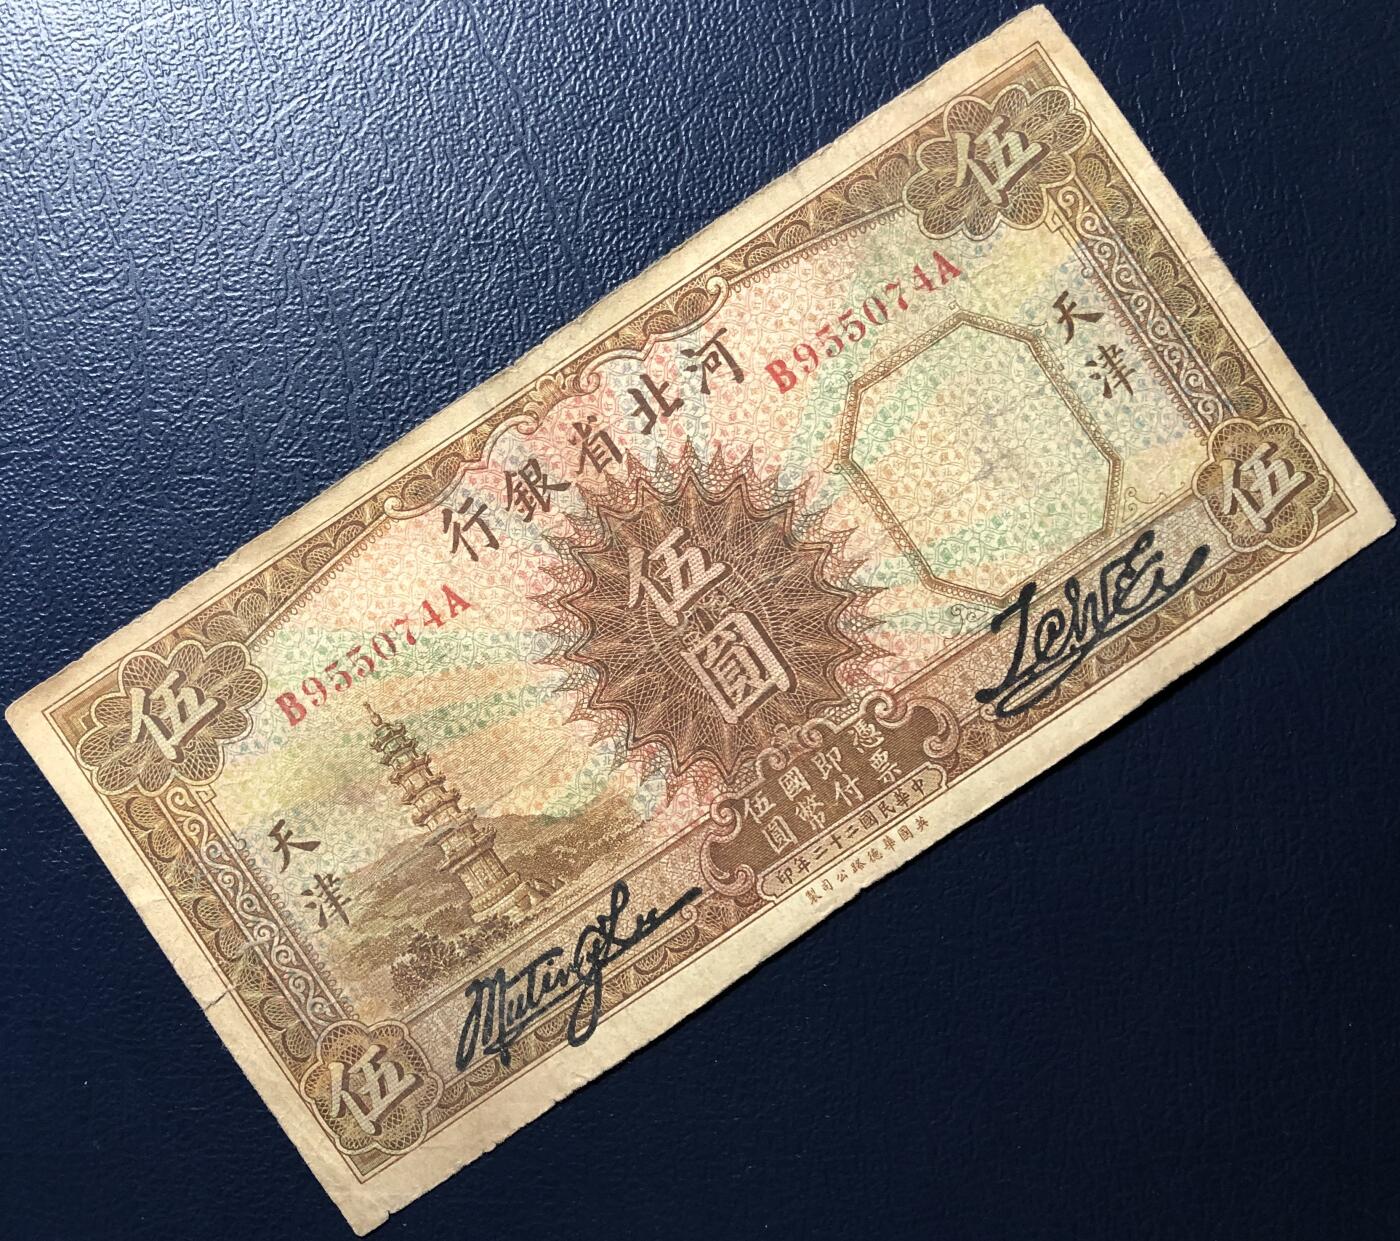 伍
伍
河北省銀行
B955074A
B955074A
天津
天津
伍圓
憑票
即付
國幣
伍圓
中華民國二十二年印
英國華德路公司製
伍
伍